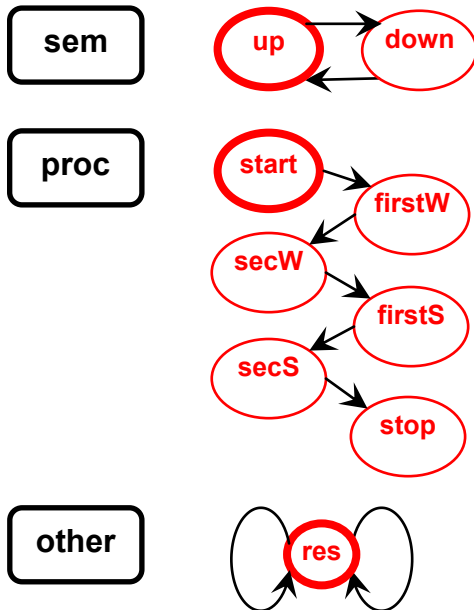 sem
up
down
proc
start
firstW
secW
firstS
secS
stop
other
res